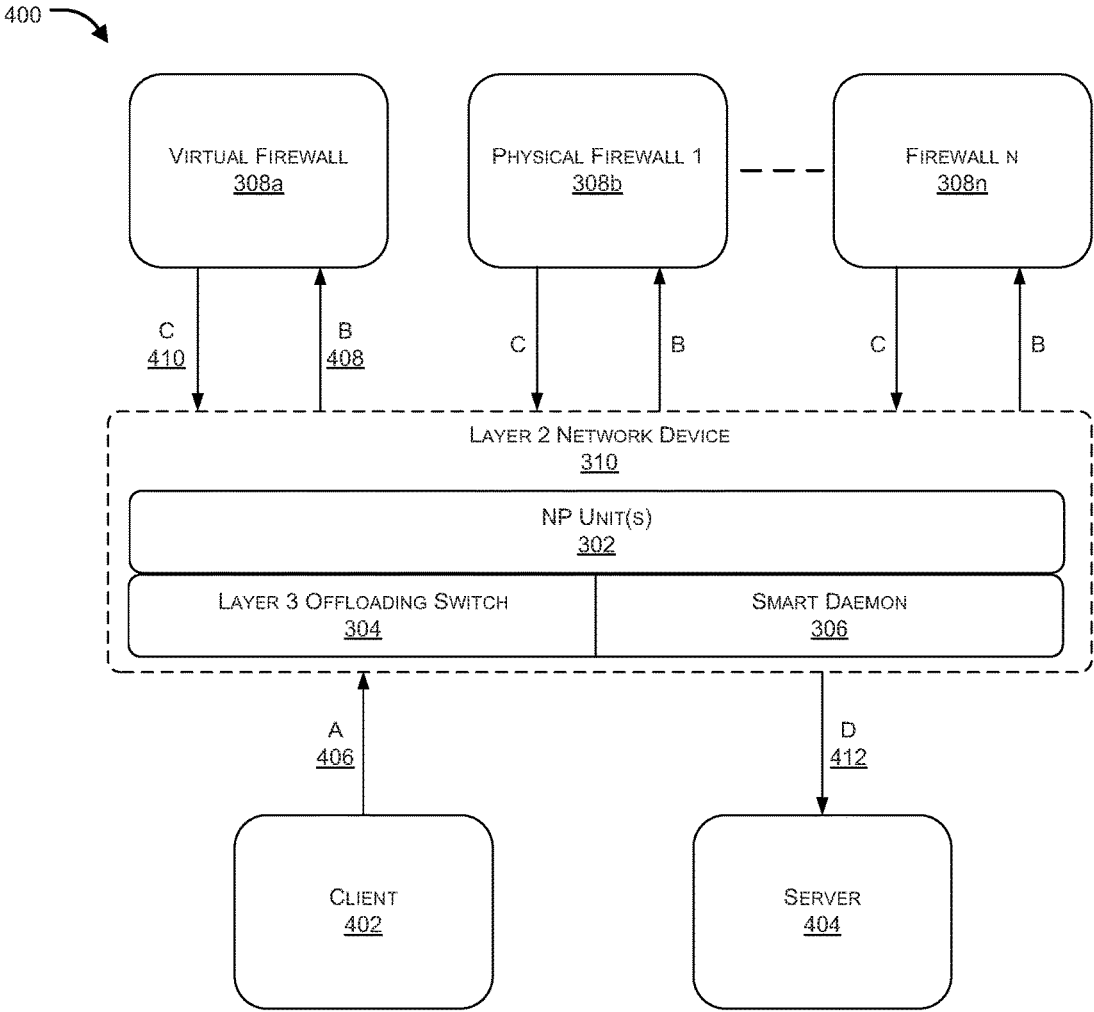 400
VIRTUAL FIREWALL
308a
PHYSICAL FIREWALL 1
308b
FIREWALL N
308n
C
410
B
408
C
B
C
B
LAYER 2 NETWORK DEVICE
310
NP UNIT(S)
302
LAYER 3 OFFLOADING SWITCH
304
SMART DAEMON
306
A
406
D
412
CLIENT
402
SERVER
404